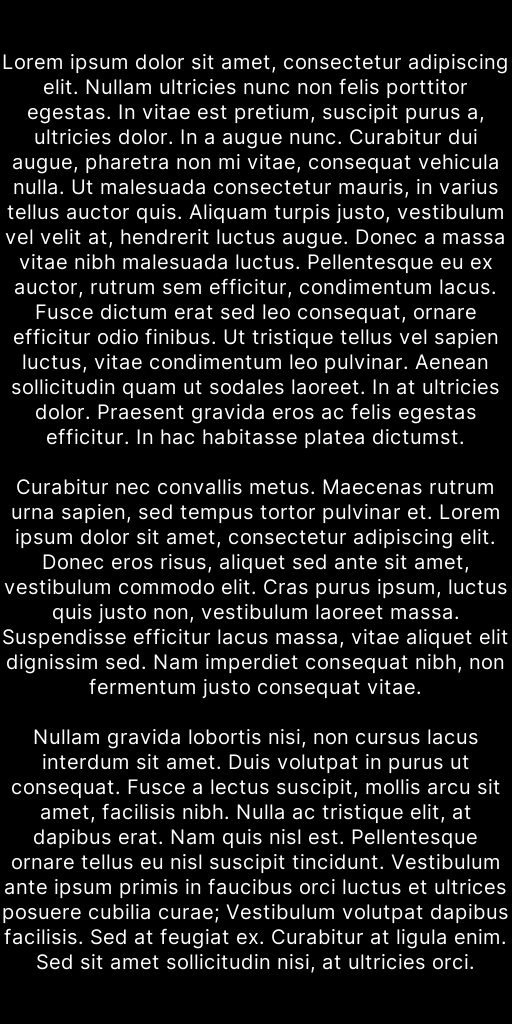 Lorem ipsum dolor sit amet, consectetur adipiscing
elit. Nullam ultricies nunc non felis porttitor
egestas. In vitae est pretium, suscipit purus a,
ultricies dolor. In a augue nunc. Curabitur dui
augue, pharetra non mi vitae, consequat vehicula
nulla. Ut malesuada consectetur mauris, in varius
tellus auctor quis. Aliquam turpis justo, vestibulum
vel velit at, hendrerit luctus augue. Donec a massa
vitae nibh malesuada luctus. Pellentesque eu ex
auctor, rutrum sem efficitur, condimentum lacus.
Fusce dictum erat sed leo consequat, ornare
efficitur odio finibus. Ut tristique tellus vel sapien
luctus, vitae condimentum leo pulvinar. Aenean
sollicitudin quam ut sodales laoreet. In at ultricies
dolor. Praesent gravida eros ac felis egestas
efficitur. In hac habitasse platea dictumst.

Curabitur nec convallis metus. Maecenas rutrum
urna sapien, sed tempus tortor pulvinar et. Lorem
ipsum dolor sit amet, consectetur adipiscing elit.
Donec eros risus, aliquet sed ante sit amet,
vestibulum commodo elit. Cras purus ipsum, luctus
quis justo non, vestibulum laoreet massa.
Suspendisse efficitur lacus massa, vitae aliquet elit
dignissim sed. Nam imperdiet consequat nibh, non
fermentum justo consequat vitae.

Nullam gravida lobortis nisi, non cursus lacus
interdum sit amet. Duis volutpat in purus ut
consequat. Fusce a lectus suscipit, mollis arcu sit
amet, facilisis nibh. Nulla ac tristique elit, at
dapibus erat. Nam quis nisl est. Pellentesque
ornare tellus eu nisl suscipit tincidunt. Vestibulum
ante ipsum primis in faucibus orci luctus et ultrices
posuere cubilia curae; Vestibulum volutpat dapibus
facilisis. Sed at feugiat ex. Curabitur at ligula enim.
Sed sit amet sollicitudin nisi, at ultricies orci.